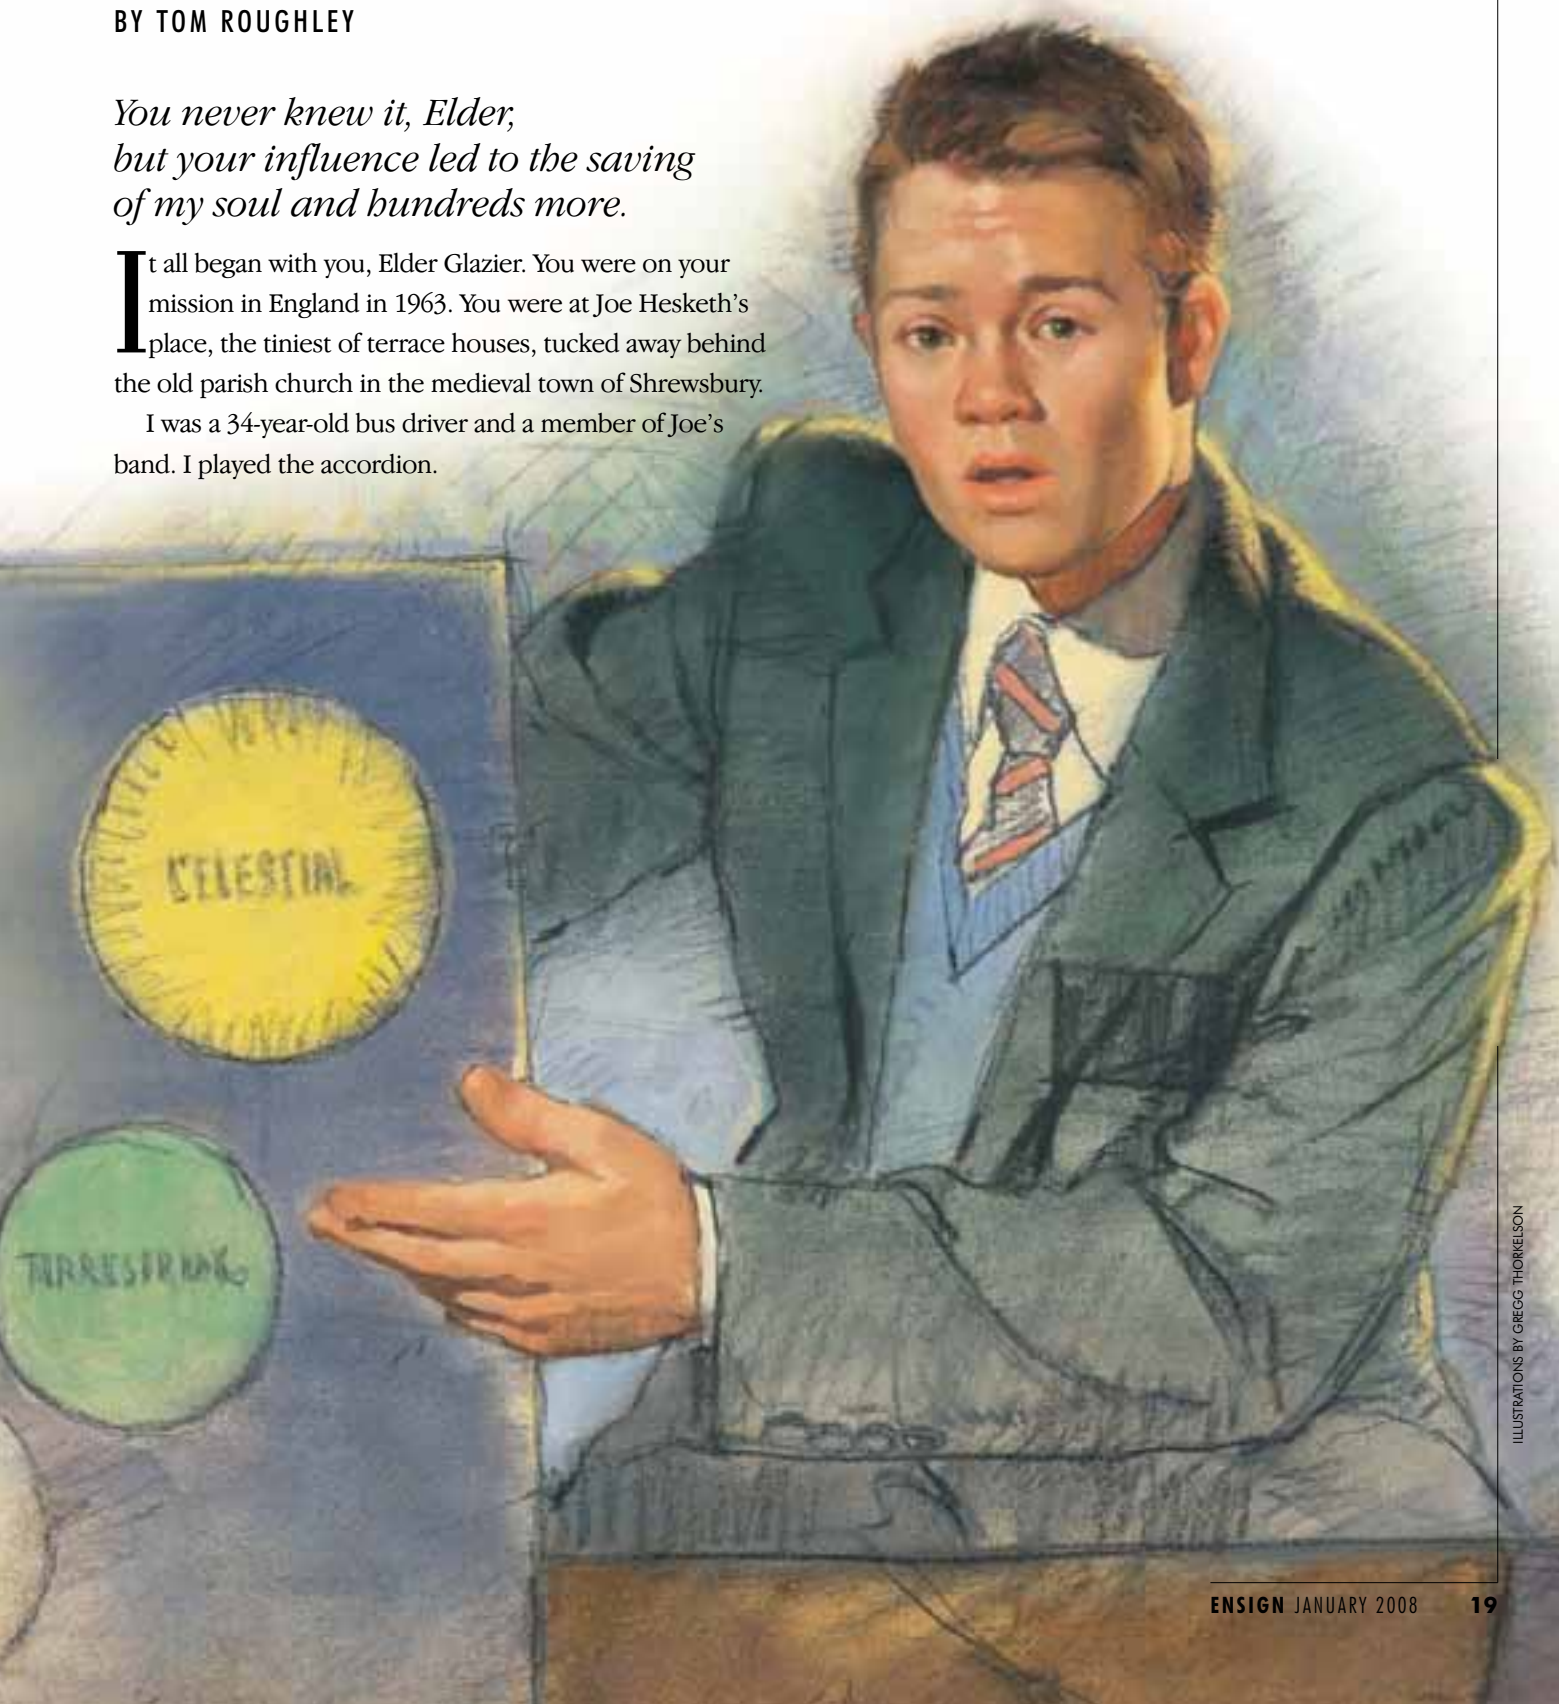 BY TOM ROUGHLEY
You never knew it, Elder,
but your influence led to the saving
of my soul and hundreds more.
It all began with you, Elder Glazier. You were on your
mission in England in 1963. You were at Joe Hesketh’s
place, the tiniest of terrace houses, tucked away behind
the old parish church in the medieval town of Shrewsbury.
I was a 34-year-old bus driver and a member of Joe’s
band. I played the accordion.
CELESTIAL
TERRESTRIAL
ILLUSTRATIONS BY GREGG THORKELSON
ENSIGN JANUARY 2008 19